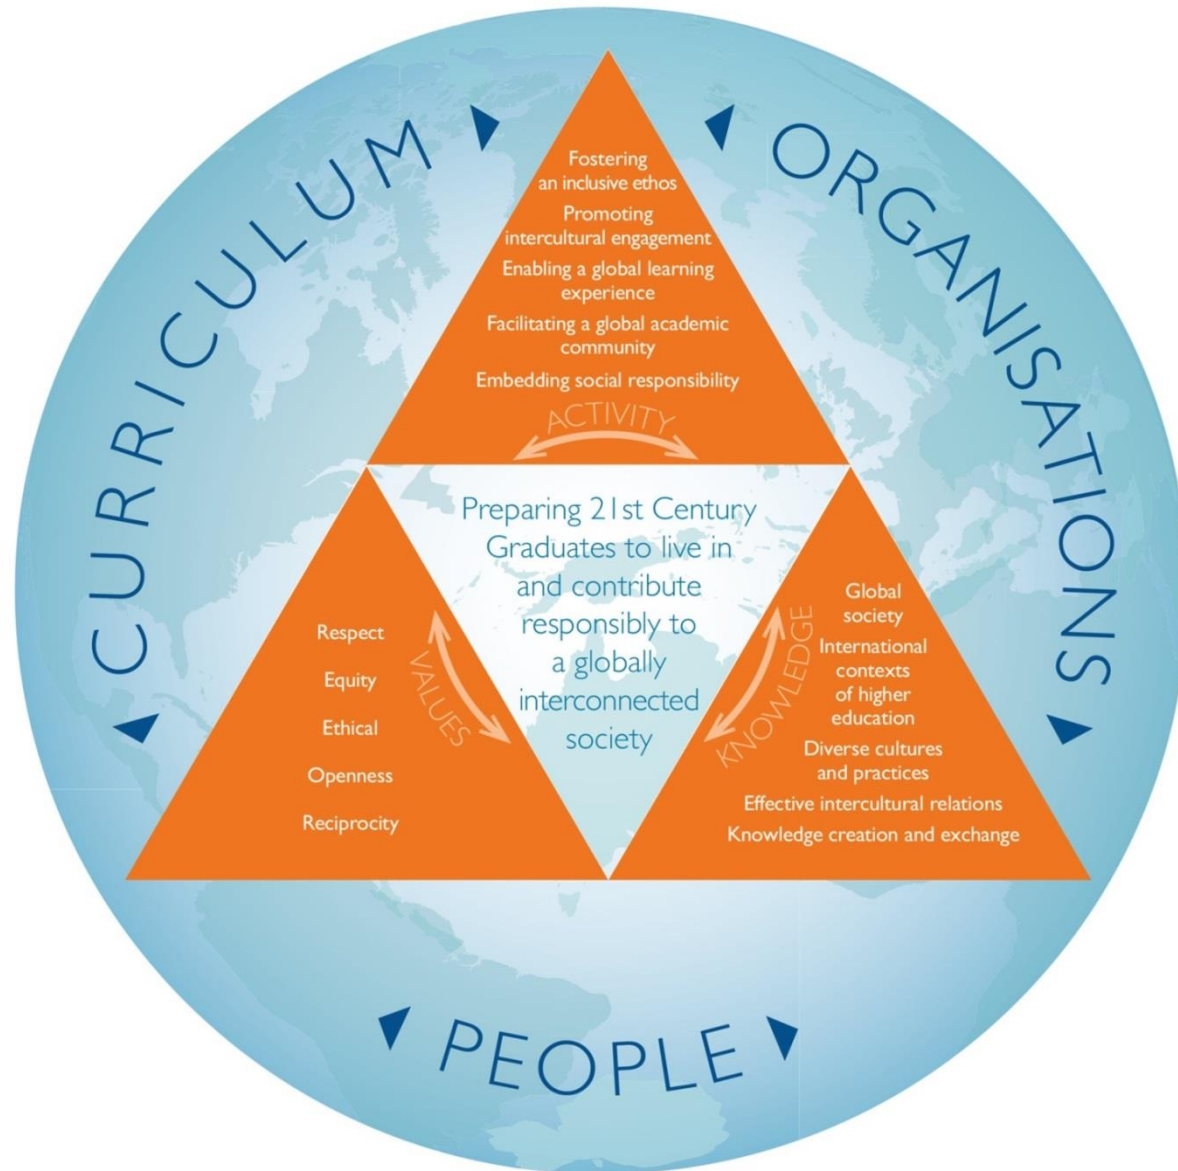 CURRICULUM
ORGANISATIONS
Fostering
an inclusive ethos
Promoting
intercultural engagement
Enabling a global learning
experience
Facilitating a global academic
community
Embedding social responsibility
ACTIVITY
Preparing 21st Century
Graduates to live in
and contribute
responsibly to
a globally
interconnected
society
Respect
Equity
Ethical
Openness
Reciprocity
VALUES
KNOWLEDGE
Global
society
International
contexts
of higher
education
Diverse cultures
and practices
Effective intercultural relations
Knowledge creation and exchange
PEOPLE